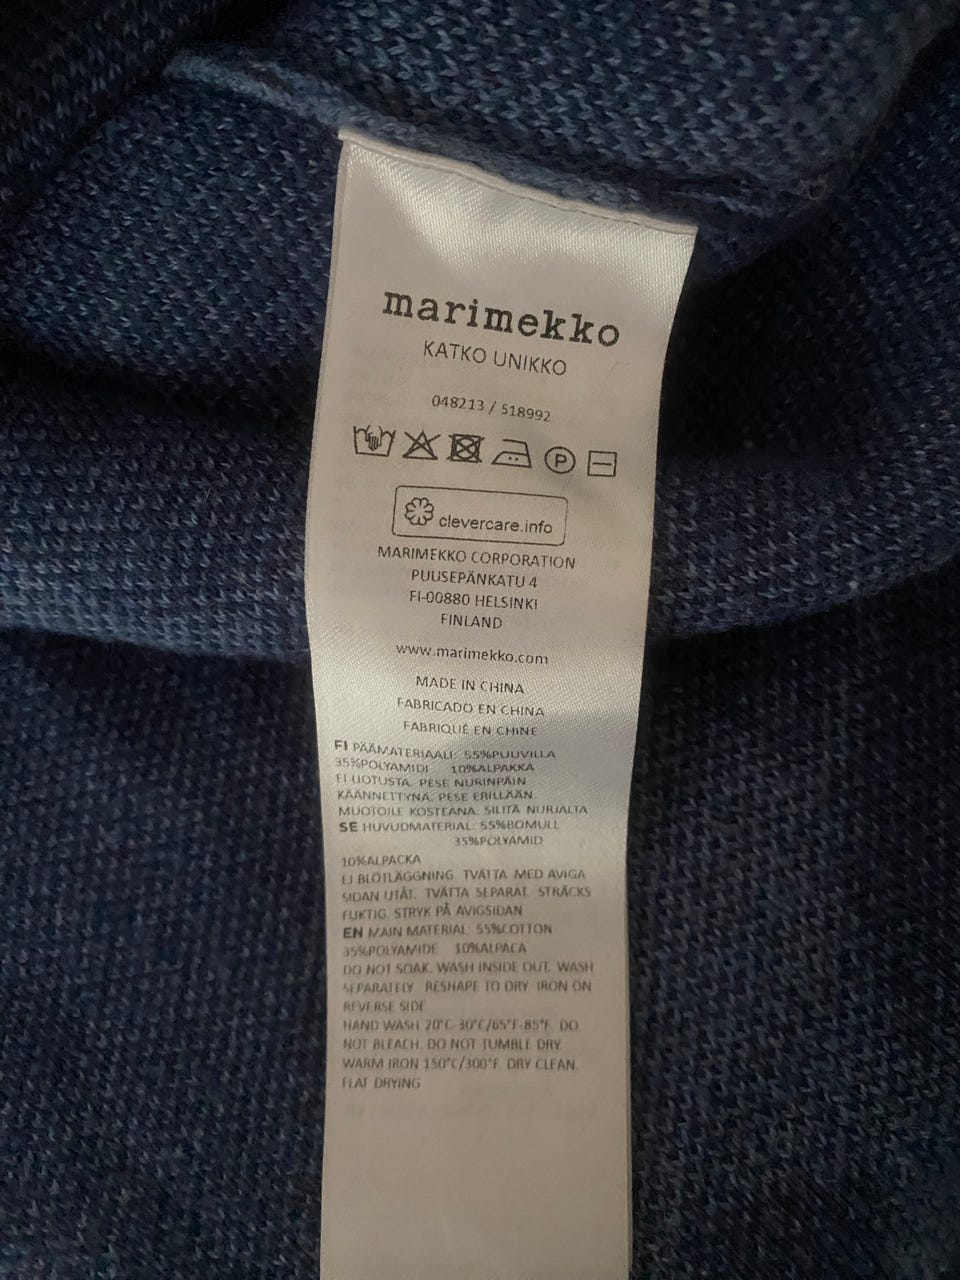 marimekko
KATKO UNIKKO
048213 / 518992
P
clevercare.info
MARIMEKKO CORPORATION
PUUSEPÄNKATU 4
FI-00880 HELSINKI
FINLAND
www.marimekko.com
MADE IN CHINA
FABRICADO EN CHINA
FABRIQUÉ EN CHINE
FI PÄÄMATERIAALI: 55%PUUVILLA
35%POLYAMIDI 10%ALPAKKA
EI LIOTUSTA. PESE NURINPÄIN
KÄÄNNETTYNÄ. PESE ERILLÄÄN.
MUOTOILE KOSTEANA. SILITÄ NURJALTA
SE HUVUDMATERIAL: 55%BOMULL
35%POLYAMID
10%ALPACKA
EJ BLÖTLÄGGNING. TVÄTTA MED AVIGA
SIDAN UTÅT. TVÄTTA SEPARAT. STRÄCKS
FUKTIG. STRYK PÅ AVIGSIDAN
EN MAIN MATERIAL: 55%COTTON
35%POLYAMIDE 10%ALPACA
DO NOT SOAK. WASH INSIDE OUT. WASH
SEPARATELY. RESHAPE TO DRY. IRON ON
REVERSE SIDE
HAND WASH 20°C-30°C/65°F-85°F. DO
NOT BLEACH. DO NOT TUMBLE DRY.
WARM IRON 150°C/300°F. DRY CLEAN.
FLAT DRYING